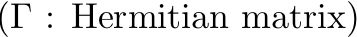 (Γ : Hermitian matrix)